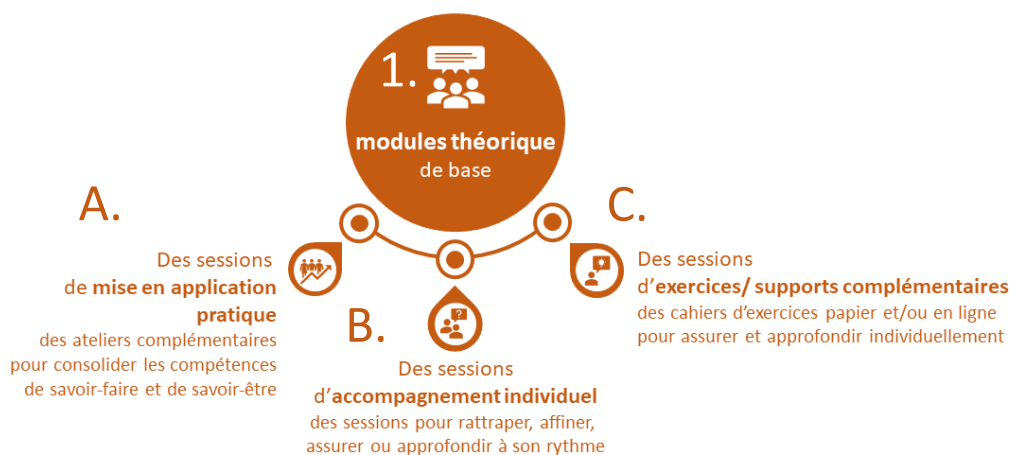 1.
modules théorique
de base
A.
Des sessions
de mise en application
pratique
des ateliers complémentaires
pour consolider les compétences
de savoir-faire et de savoir-être
B.
?
Des sessions
d’accompagnement individuel
des sessions pour rattraper, affiner,
assurer ou approfondir à son rythme
C.
Des sessions
d’exercices/ supports complémentaires
des cahiers d’exercices papier et/ou en ligne
pour assurer et approfondir individuellement